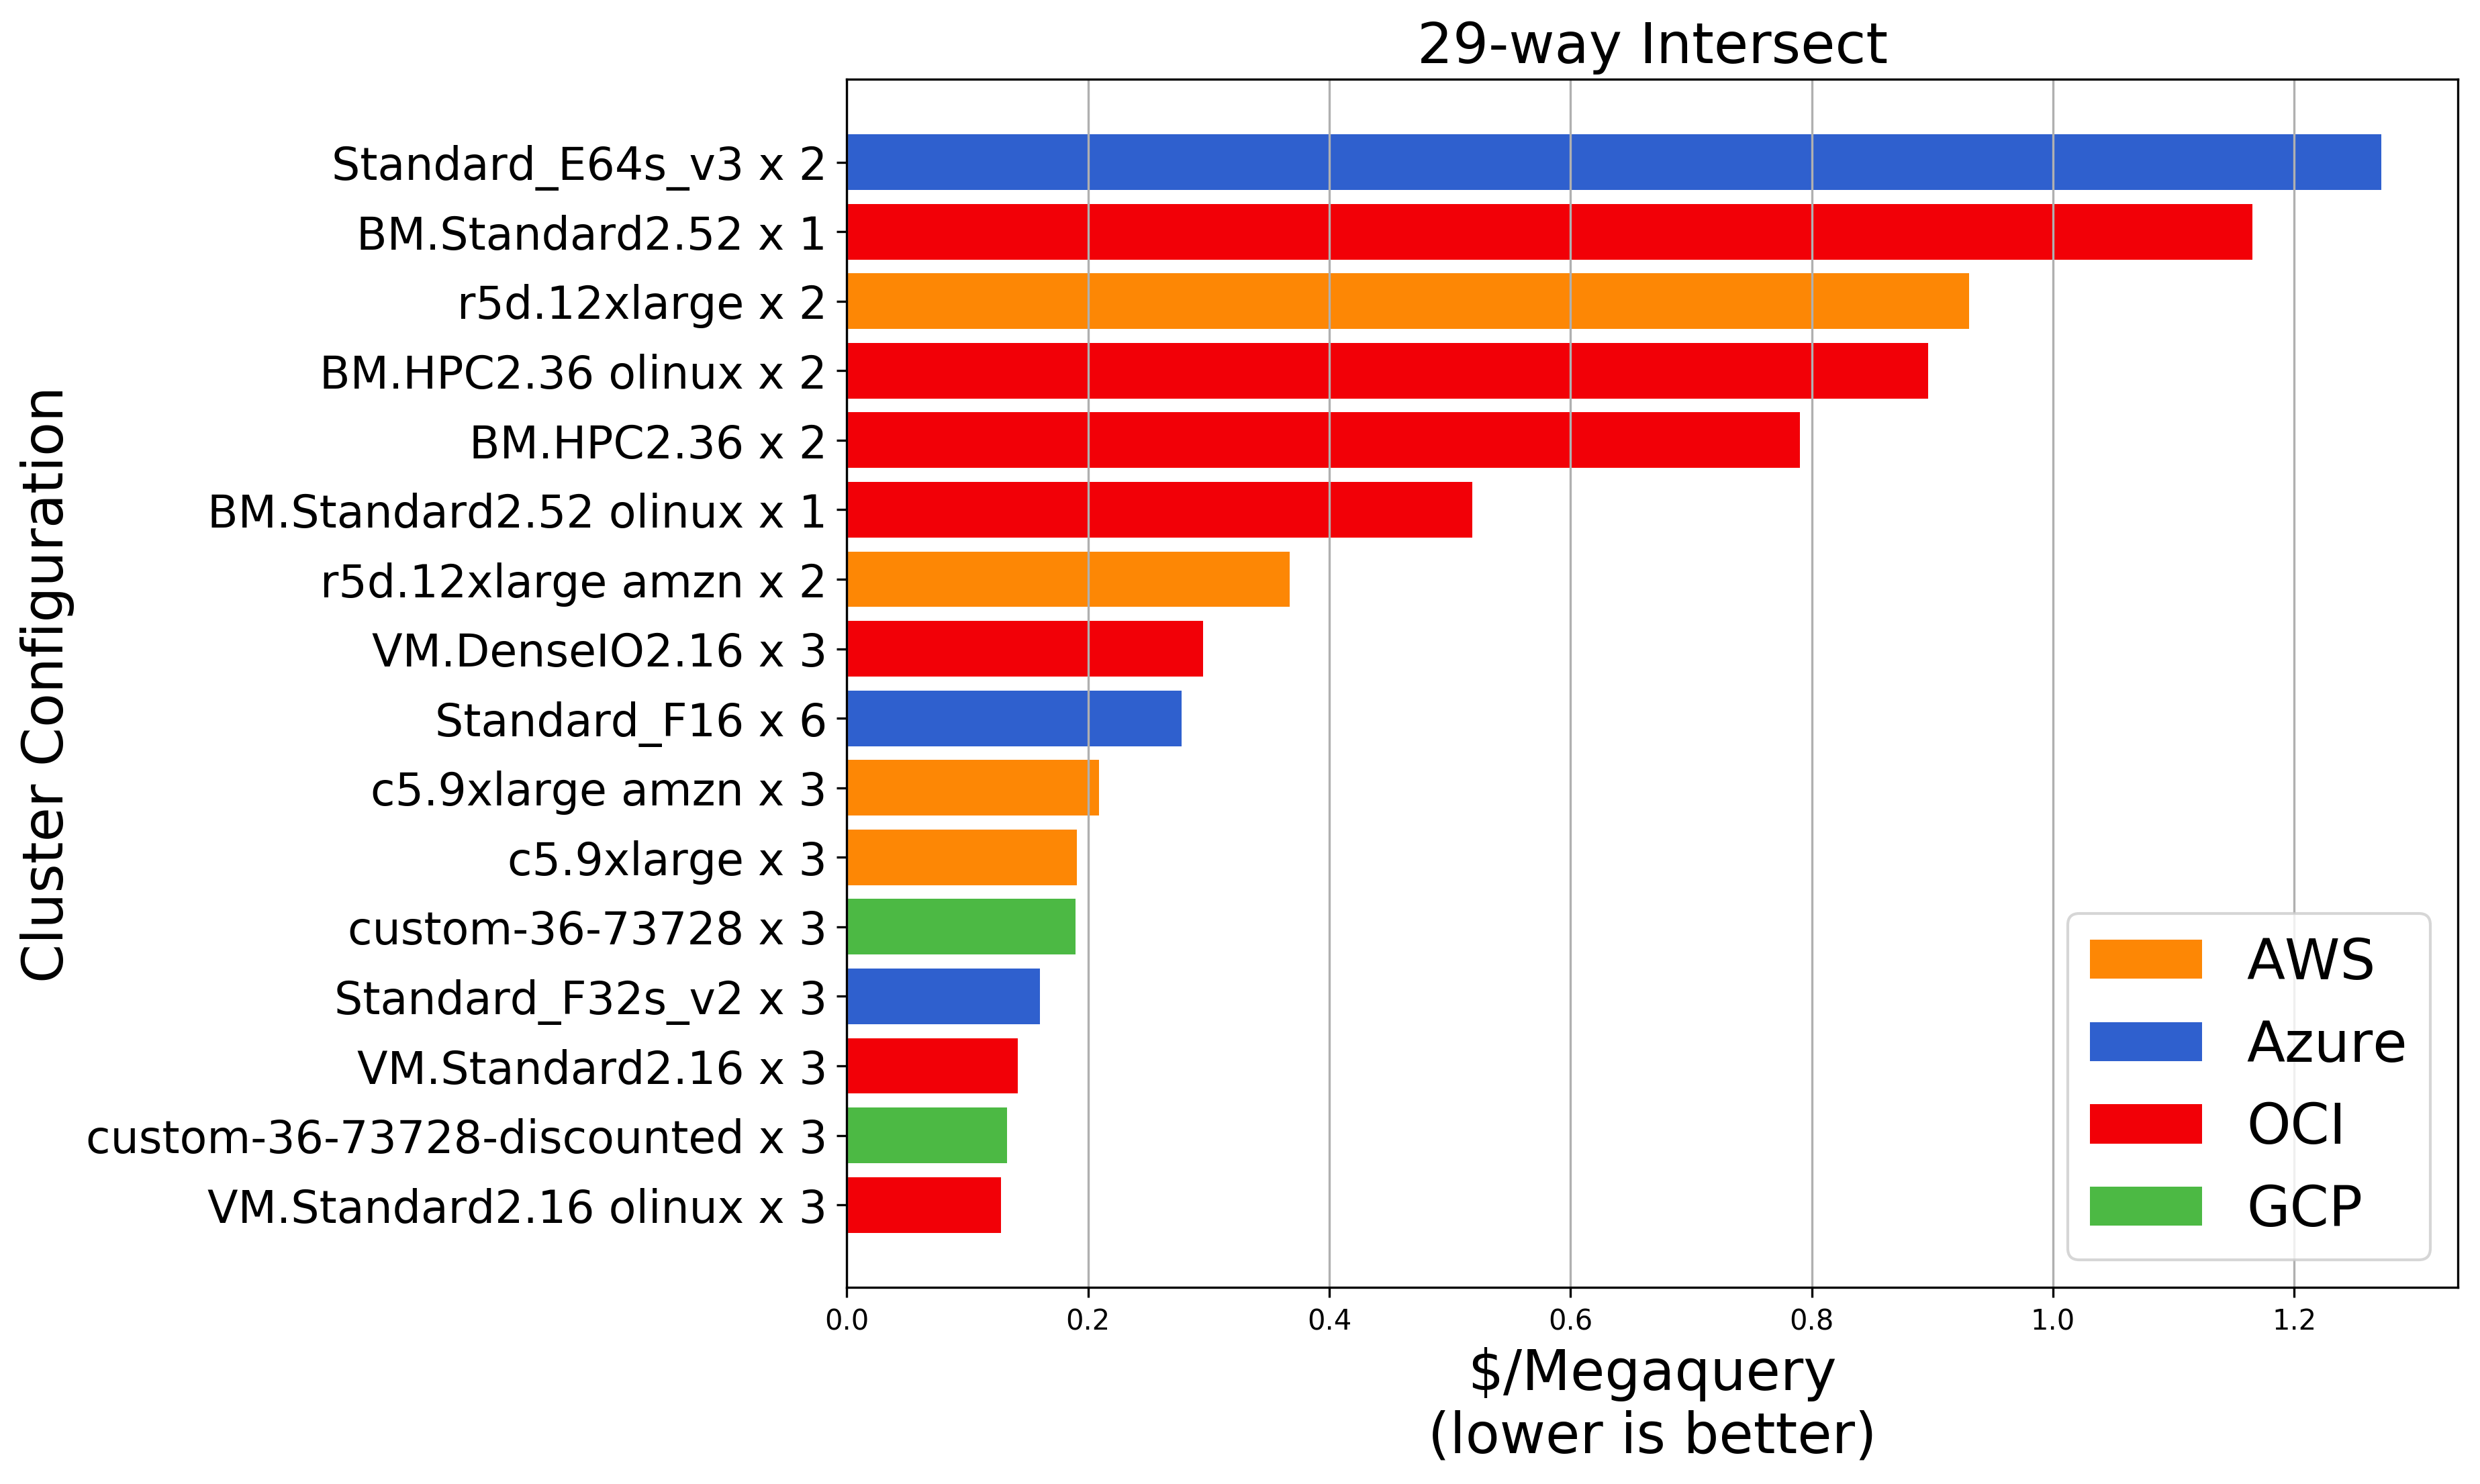 29-way Intersect
Cluster Configuration
Standard_E64s_v3 x 2
BM.Standard2.52 x 1
r5d.12xlarge x 2
BM.HPC2.36 olinux x 2
BM.HPC2.36 x 2
BM.Standard2.52 olinux x 1
r5d.12xlarge amzn x 2
VM.DenseIO2.16 x 3
Standard_F16 x 6
c5.9xlarge amzn x 3
c5.9xlarge x 3
custom-36-73728 x 3
Standard_F32s_v2 x 3
VM.Standard2.16 x 3
custom-36-73728-discounted x 3
VM.Standard2.16 olinux x 3
AWS
Azure
OCI
GCP
0.0 0.2 0.4 0.6 0.8 1.0 1.2
$/Megaquery
(lower is better)